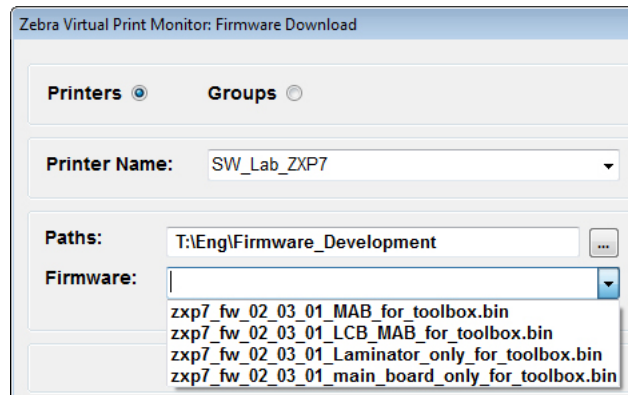 Zebra Virtual Print Monitor: Firmware Download
Printers Groups
Printer Name: SW_Lab_ZXP7
Paths: T:\Eng\Firmware_Development ...
Firmware:
zxp7_fw_02_03_01_MAB_for_toolbox.bin
zxp7_fw_02_03_01_LCB_MAB_for_toolbox.bin
zxp7_fw_02_03_01_Laminator_only_for_toolbox.bin
zxp7_fw_02_03_01_main_board_only_for_toolbox.bin